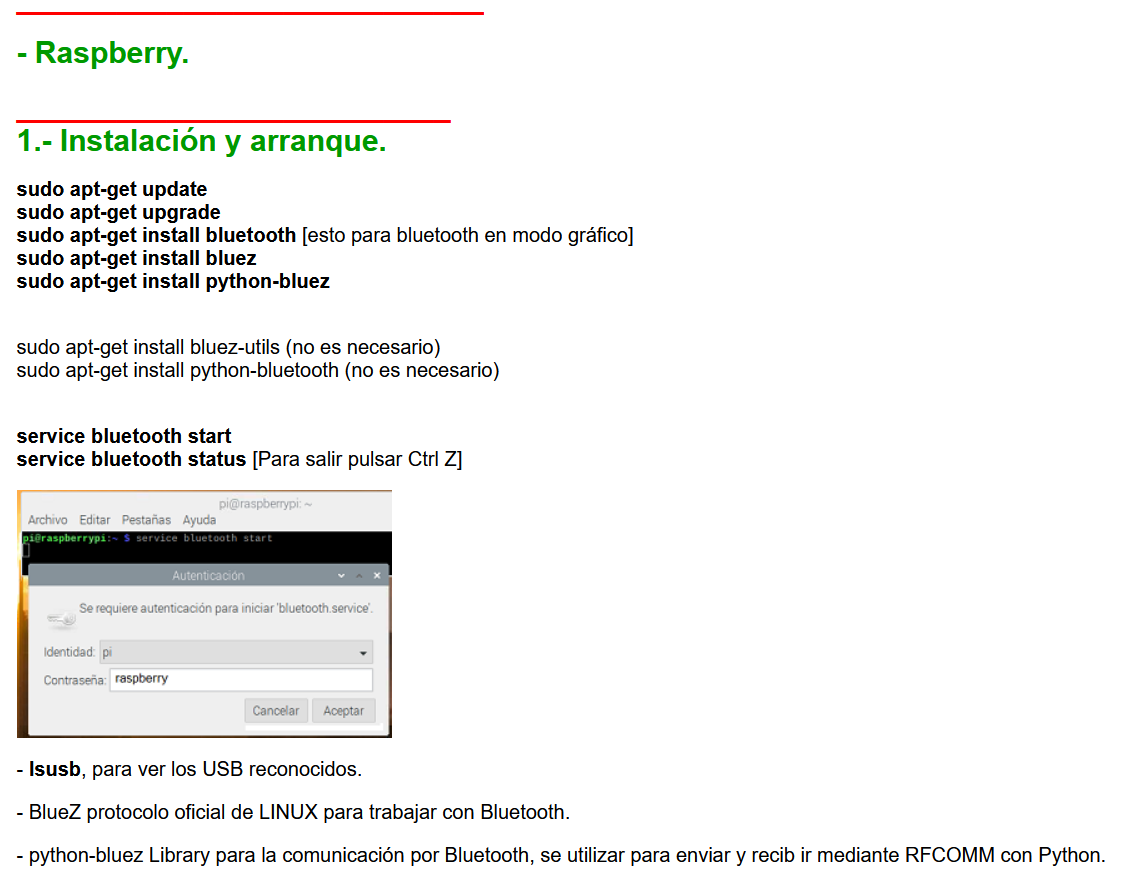 - Raspberry.
1.- Instalación y arranque.
sudo apt-get update
sudo apt-get upgrade
sudo apt-get install bluetooth [esto para bluetooth en modo gráfico]
sudo apt-get install bluez
sudo apt-get install python-bluez
sudo apt-get install bluez-utils (no es necesario)
sudo apt-get install python-bluetooth (no es necesario)
service bluetooth start
service bluetooth status [Para salir pulsar Ctrl Z]
pi@raspberrypi: ~
Archivo Editar Pestañas Ayuda
pi@raspberrypi:~ $ service bluetooth start
Autenticación
Se requiere autenticación para iniciar 'bluetooth.service'.
Identidad: pi
Contraseña: raspberry
Cancelar Aceptar
- lsusb, para ver los USB reconocidos.
- BlueZ protocolo oficial de LINUX para trabajar con Bluetooth.
- python-bluez Library para la comunicación por Bluetooth, se utilizar para enviar y recib ir mediante RFCOMM con Python.